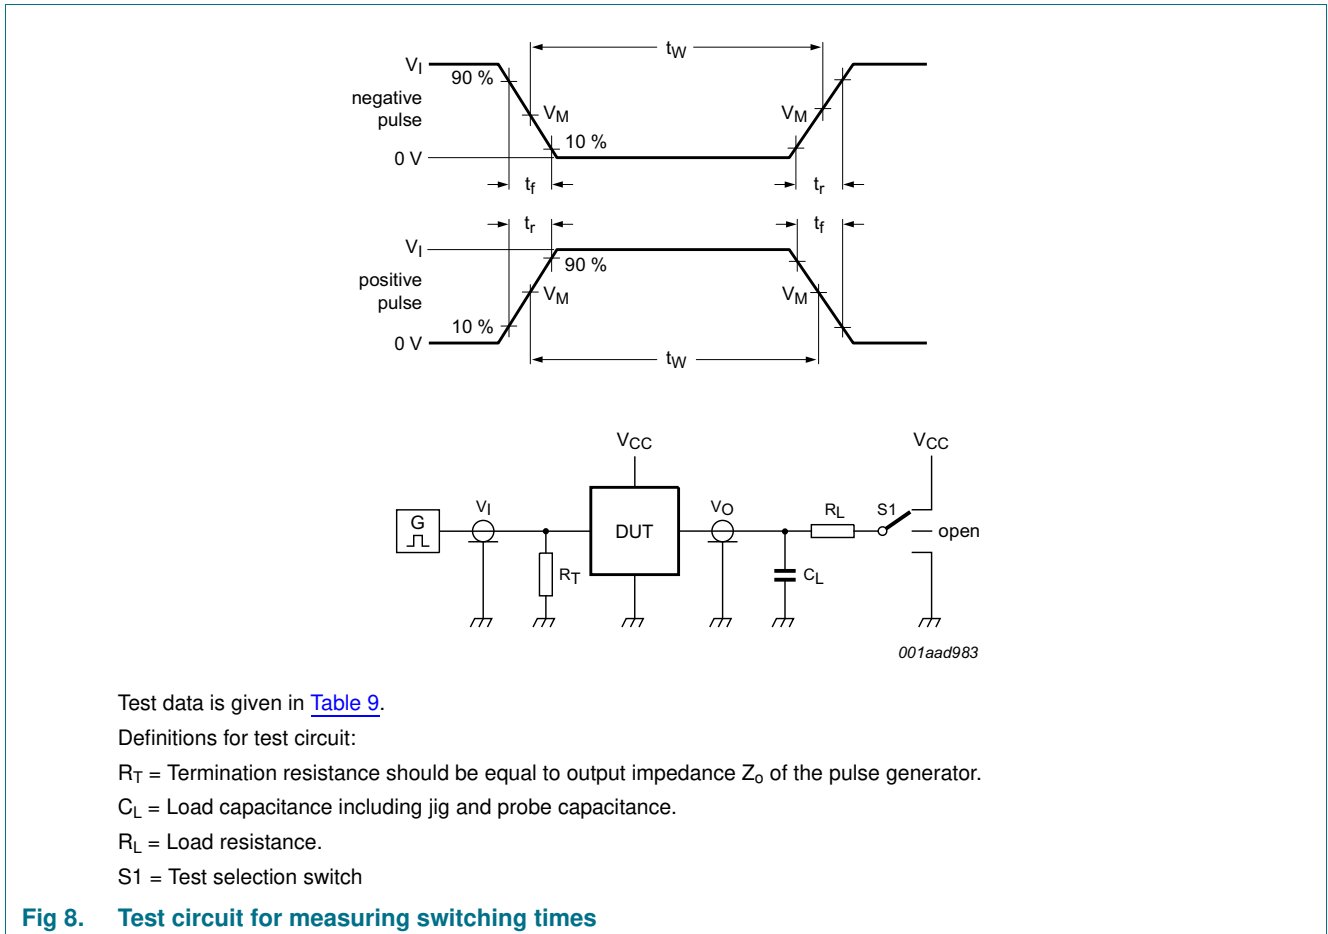 tW
VI
90 %
negative
pulse
VM
VM
10 %
0 V
tf
tr
tr
tf
VI
90 %
positive
pulse
VM
VM
10 %
0 V
tW
VCC
VCC
G
VI
DUT
VO
RL
S1
open
RT
CL
001aad983
Test data is given in Table 9.
Definitions for test circuit:
RT = Termination resistance should be equal to output impedance Zo of the pulse generator.
CL = Load capacitance including jig and probe capacitance.
RL = Load resistance.
S1 = Test selection switch
Fig 8. Test circuit for measuring switching times